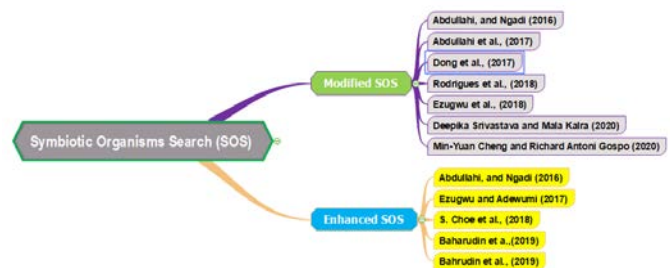 Symbiotic Organisms Search (SOS)
Modified SOS
Abdullahi, and Ngadi (2016)
Abdullahi et al., (2017)
Dong et al., (2017)
Rodrigues et al., (2018)
Ezugwu et al., (2018)
Deepika Srivastava and Mala Kalra (2020)
Min-Yuan Cheng and Richard Antoni Gospo (2020)
Enhanced SOS
Abdullahi, and Ngadi (2016)
Ezugwu and Adewumi (2017)
S. Choe et al., (2018)
Baharudin et a.,(2019)
Bahrudin et al., (2019)